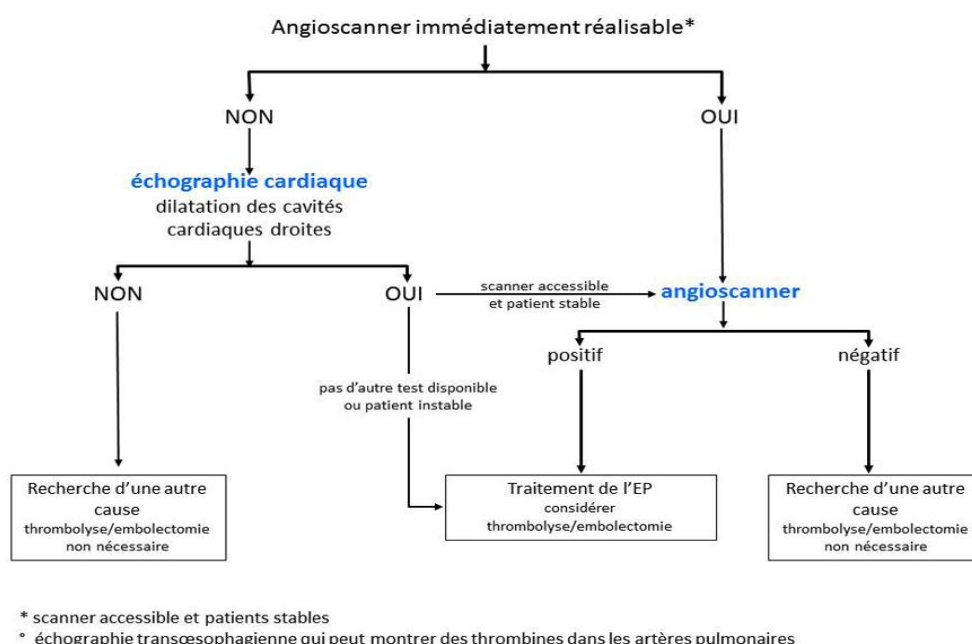 Angioscanner immédiatement réalisable*
NON
OUI
échographie cardiaque
dilatation des cavités
cardiaques droites
NON
OUI
scanner accessible
et patient stable
angioscanner
positif
négatif
pas d'autre test disponible
ou patient instable
Recherche d'une autre
cause
thrombolyse/embolectomie
non nécessaire
Traitement de l'EP
considérer
thrombolyse/embolectomie
Recherche d'une autre
cause
thrombolyse/embolectomie
non nécessaire
* scanner accessible et patients stables
° échographie transœsophagienne qui peut montrer des thrombines dans les artères pulmonaires